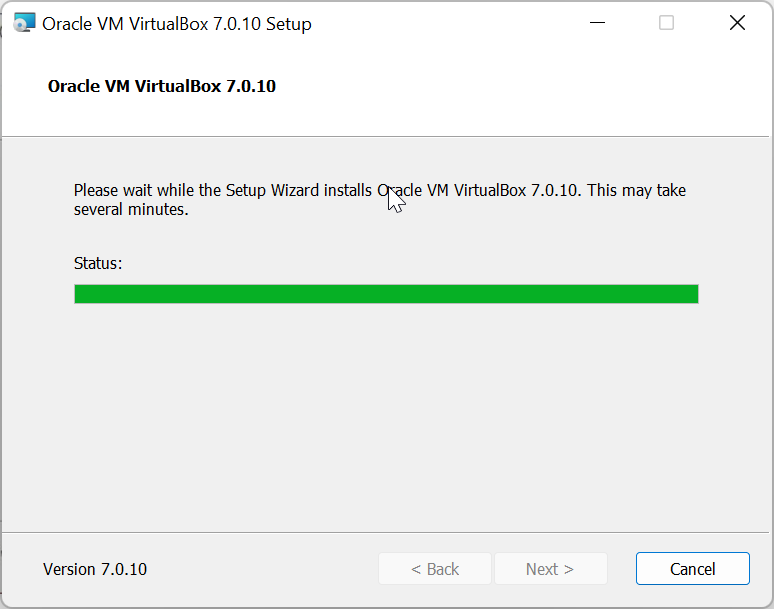 Oracle VM VirtualBox 7.0.10 Setup
Oracle VM VirtualBox 7.0.10
Please wait while the Setup Wizard installs Oracle VM VirtualBox 7.0.10. This may take
several minutes.
Status:
Version 7.0.10
< Back
Next >
Cancel